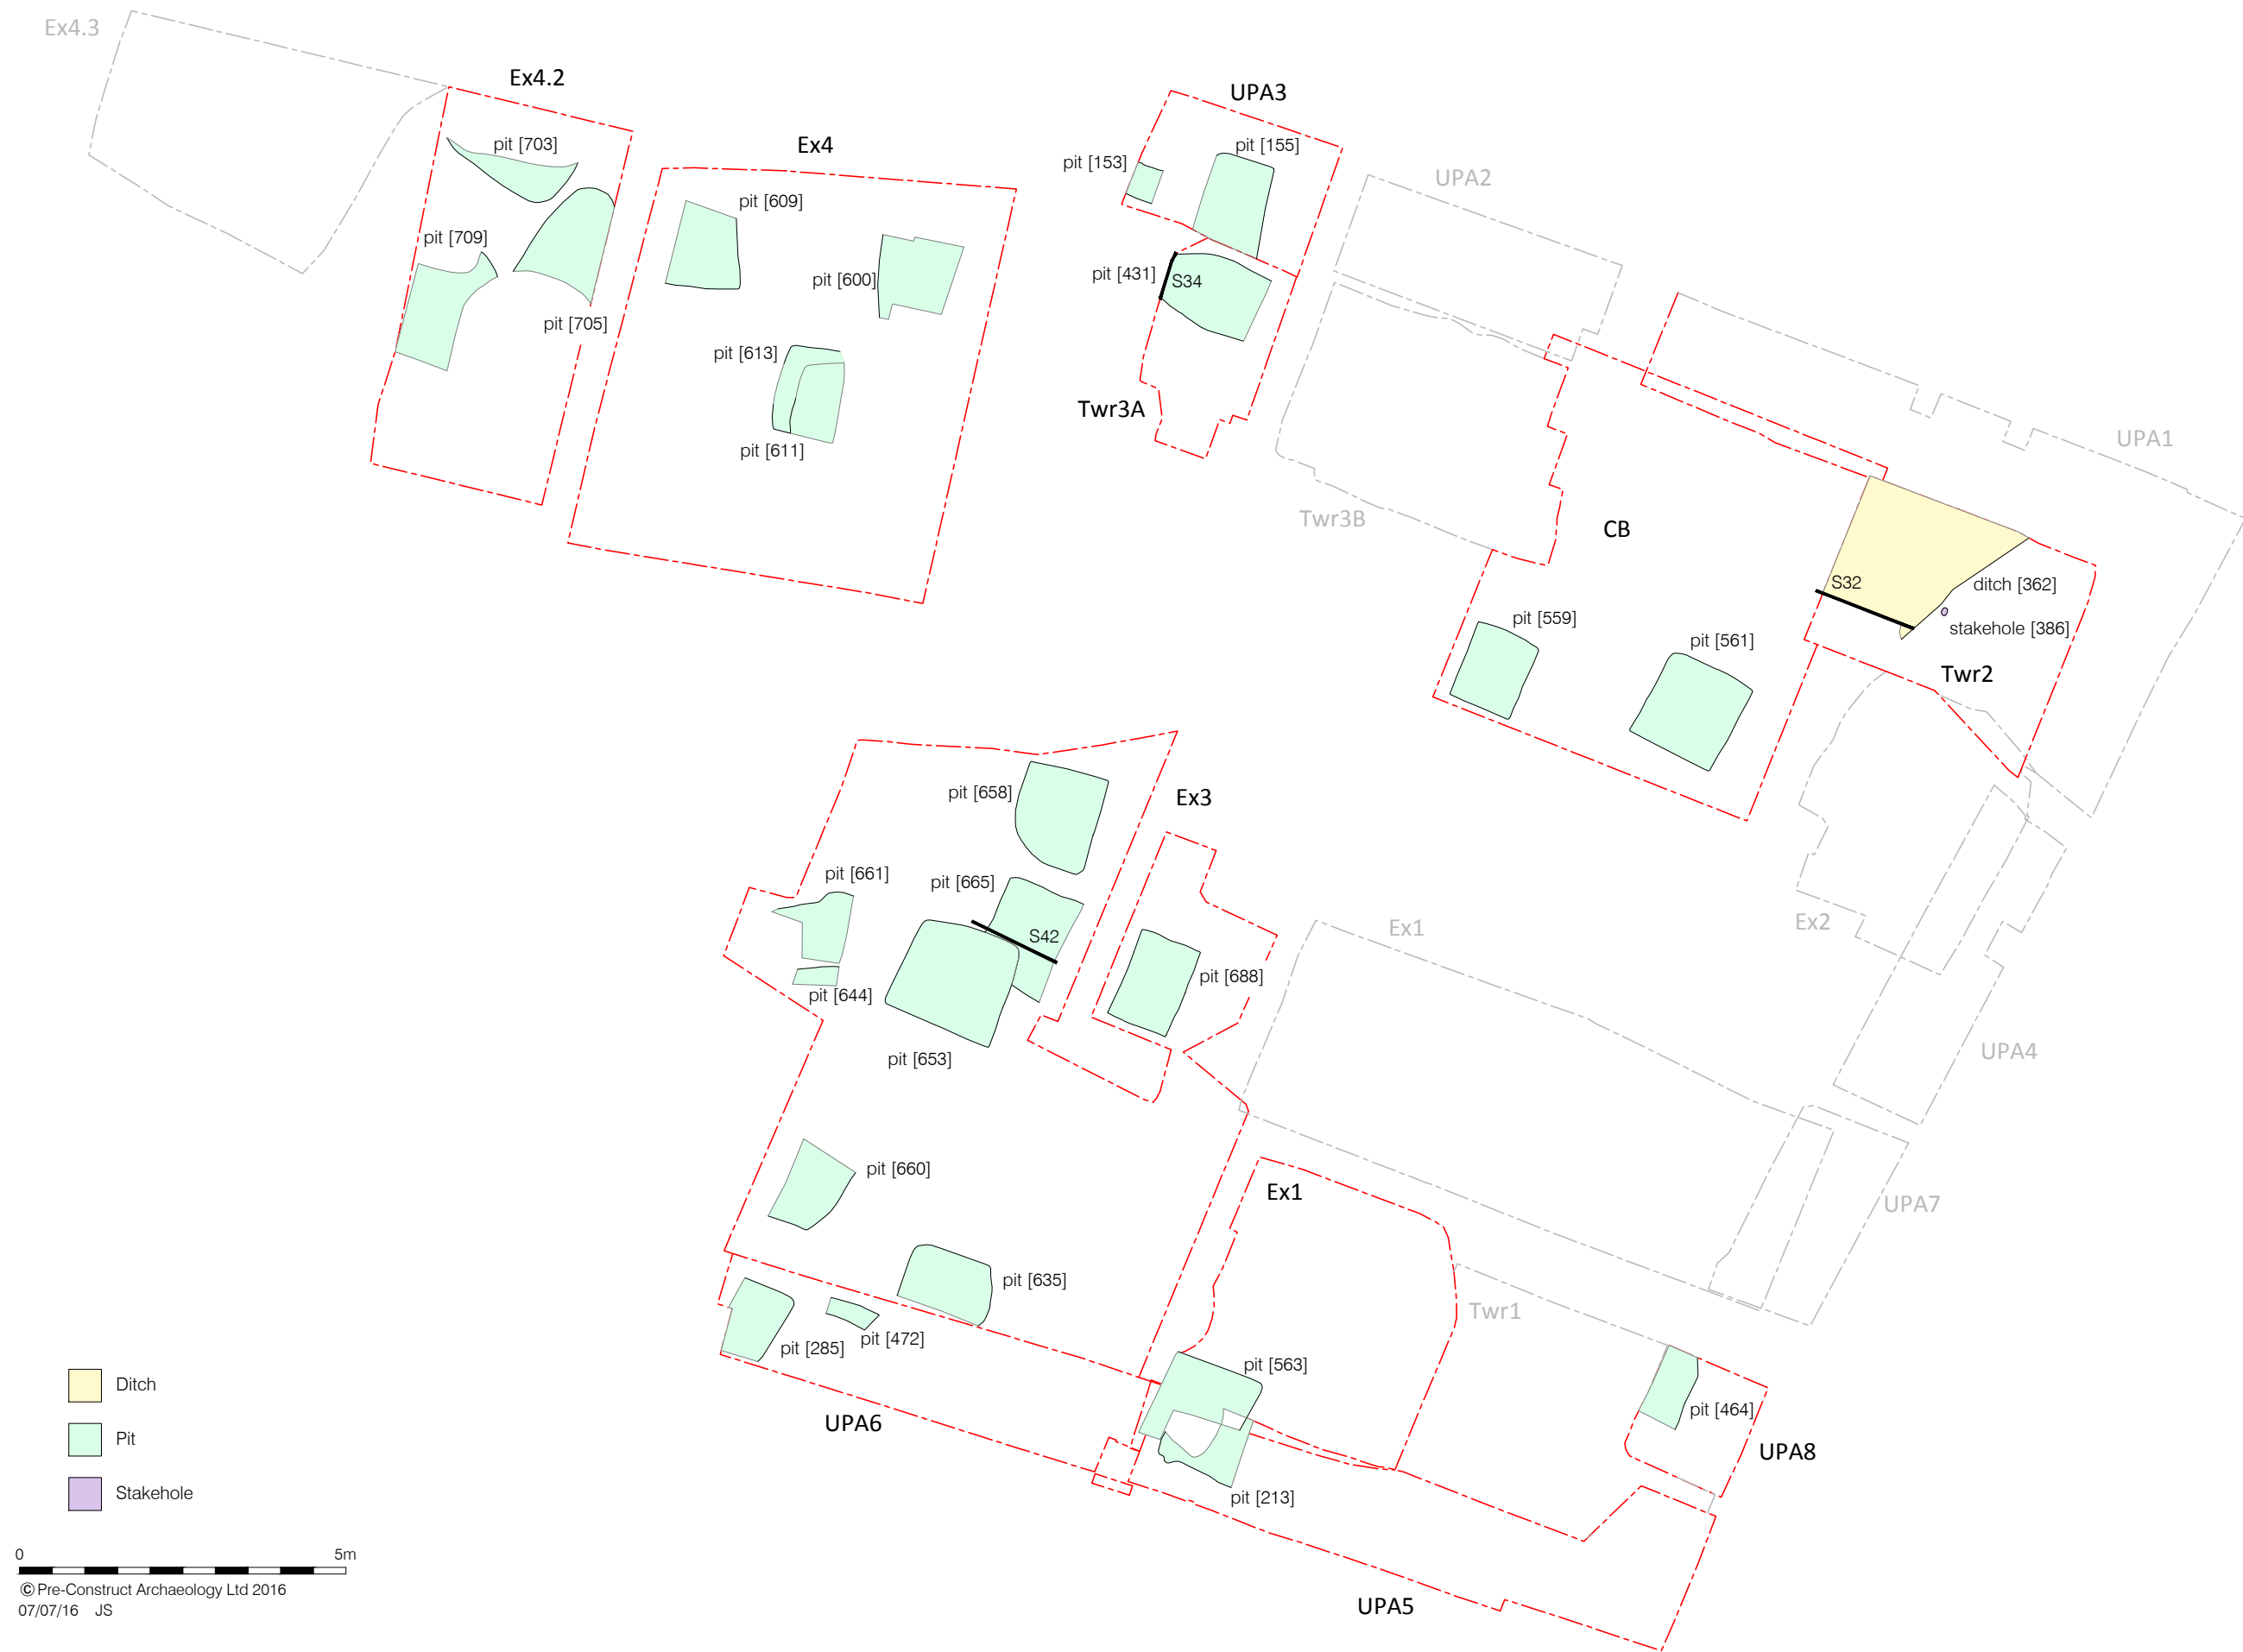 Ex4.3
Ex4.2
UPA3
Ex4
pit [703]
pit [155]
pit [153]
UPA2
pit [609]
pit [709]
pit [431]
S34
pit [600]
pit [705]
pit [613]
Twr3A
UPA1
pit [611]
Twr3B
CB
S32
ditch [362]
pit [559]
stakehole [386]
pit [561]
Twr2
pit [658]
Ex3
pit [661]
pit [665]
Ex1
Ex2
S42
pit [688]
pit [644]
pit [653]
UPA4
pit [660]
Ex1
UPA7
pit [635]
Twr1
pit [472]
pit [285]
pit [563]
Ditch
pit [464]
UPA6
Pit
UPA8
Stakehole
pit [213]
0 5m
© Pre-Construct Archaeology Ltd 2016
07/07/16 JS
UPA5